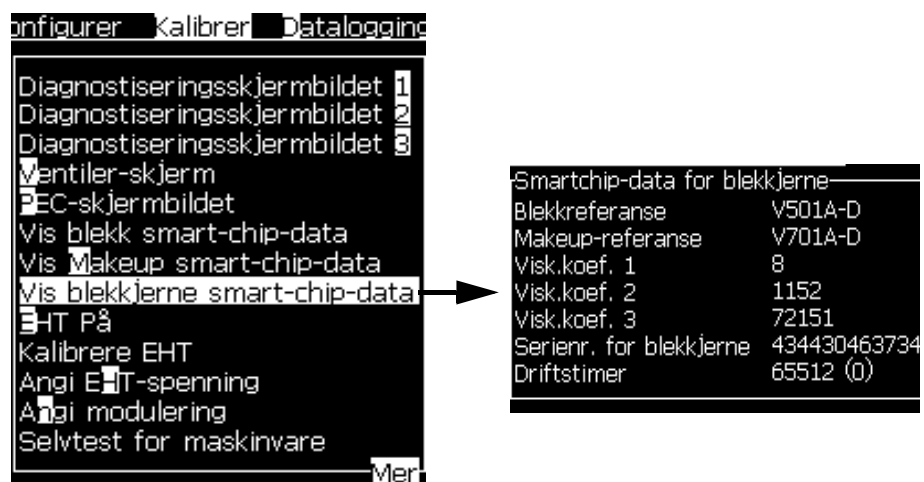 onfigurer Kalibrer Datalogging
Diagnostiseringsskjermbildet 1
Diagnostiseringsskjermbildet 2
Diagnostiseringsskjermbildet 3
Ventiler-skjerm
PEC-skjermbildet
Vis blekk smart-chip-data
Vis Makeup smart-chip-data
Vis blekkjerne smart-chip-data
EHT På
Kalibrere EHT
Angi EHT-spenning
Angi modulering
Selvtest for maskinvare
Mer
Smartchip-data for blekkjerne
Blekkreferanse V501A-D
Makeup-referanse V701A-D
Visk.koef. 1 8
Visk.koef. 2 1152
Visk.koef. 3 72151
Serienr. for blekkjerne 434430463734
Driftstimer 65512 (0)